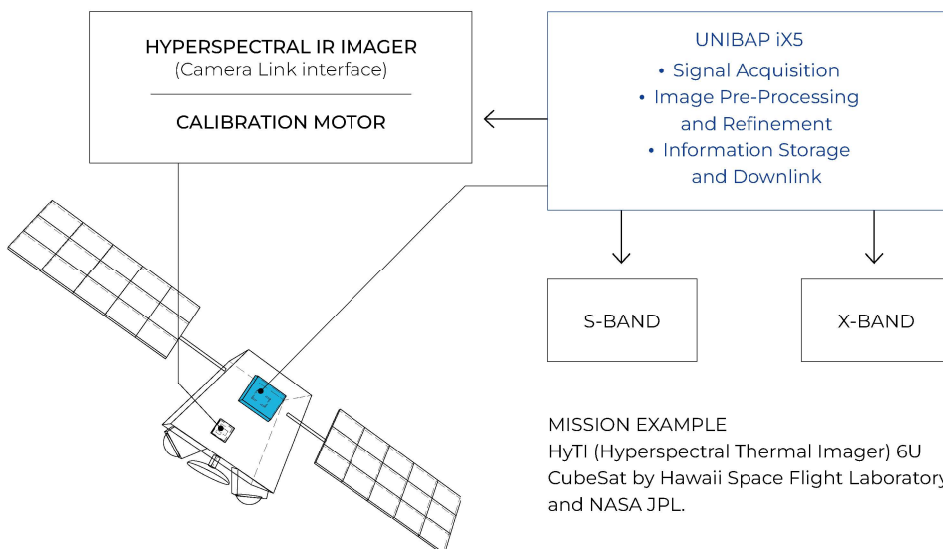 HYPERSPECTRAL IR IMAGER
(Camera Link interface)
CALIBRATION MOTOR
UNIBAP iX5
• Signal Acquisition
• Image Pre-Processing
and Refinement
• Information Storage
and Downlink
S-BAND
X-BAND
MISSION EXAMPLE
HyTI (Hyperspectral Thermal Imager) 6U
CubeSat by Hawaii Space Flight Laboratory
and NASA JPL.